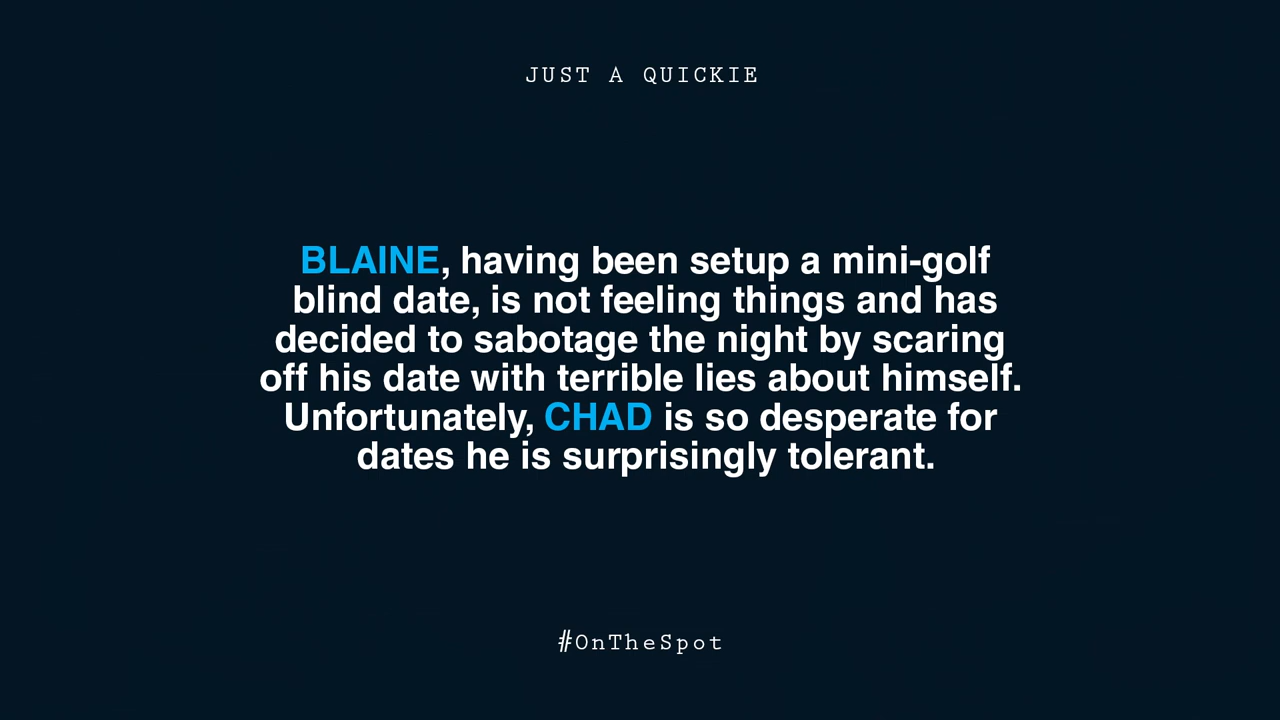 JUST A QUICKIE
BLAINE, having been setup a mini-golf
blind date, is not feeling things and has
decided to sabotage the night by scaring
off his date with terrible lies about himself.
Unfortunately, CHAD is so desperate for
dates he is surprisingly tolerant.
#OnTheSpot